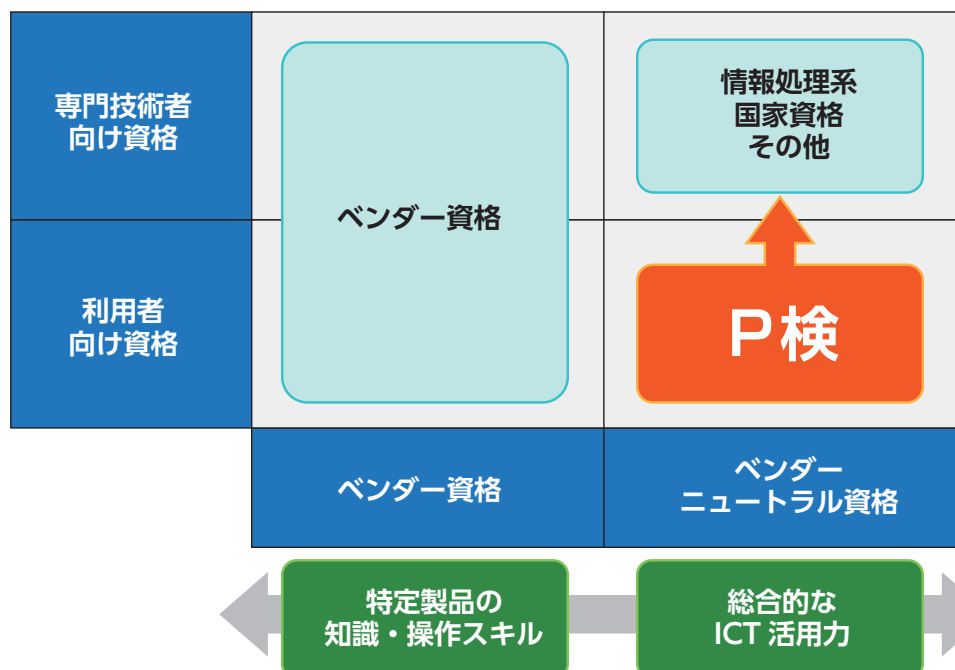 専門技術者
向け資格
ベンダー資格
情報処理系
国家資格
その他
利用者
向け資格
P検
ベンダー資格
ベンダー
ニュートラル資格
特定製品の
知識・操作スキル
総合的な
ICT 活用力